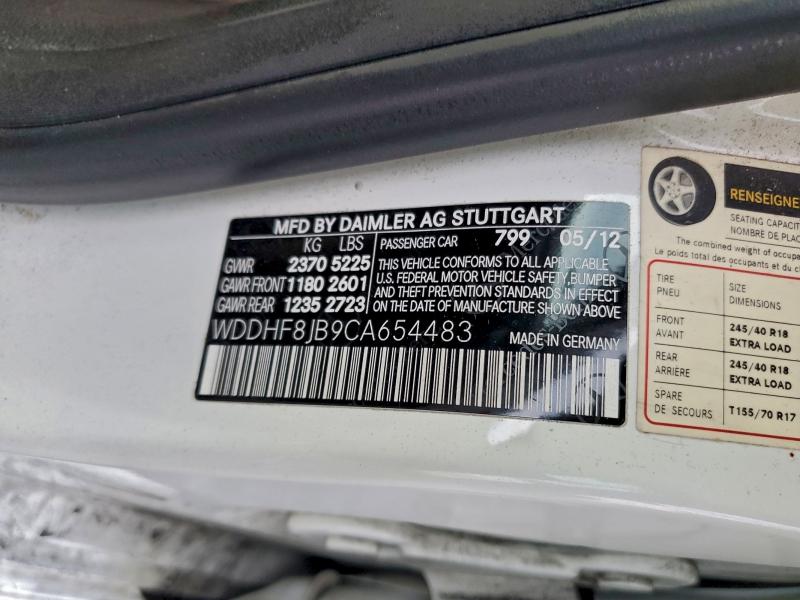 MFD BY DAIMLER AG STUTTGART
KG LBS PASSENGER CAR 799 05/12
GVWR 2370 5225
GAWR FRONT 1180 2601
GAWR REAR 1235 2723
THIS VEHICLE CONFORMS TO ALL APPLICABLE
U.S. FEDERAL MOTOR VEHICLE SAFETY, BUMPER
AND THEFT PREVENTION STANDARDS IN EFFECT
ON THE DATE OF MANUFACTURE SHOWN ABOVE
WDDHF8JB9CA654483 MADE IN GERMANY
SEATING CAPACIT
NOMBRE DE PLAC
The combined weight of
Le poids total des occupants et du
TIRE SIZE
PNEU DIMENSIONS
FRONT 245/40 R18
AVANT EXTRA LOAD
REAR 245/40 R18
ARRIÈRE EXTRA LOAD
SPARE
DE SECOURS T155/70 R17